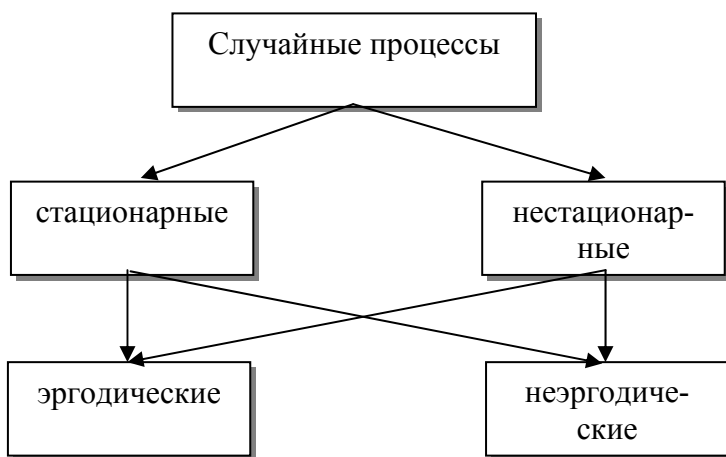 Случайные процессы
стационарные
нестационар-
ные
эргодические
неэргодиче-
ские